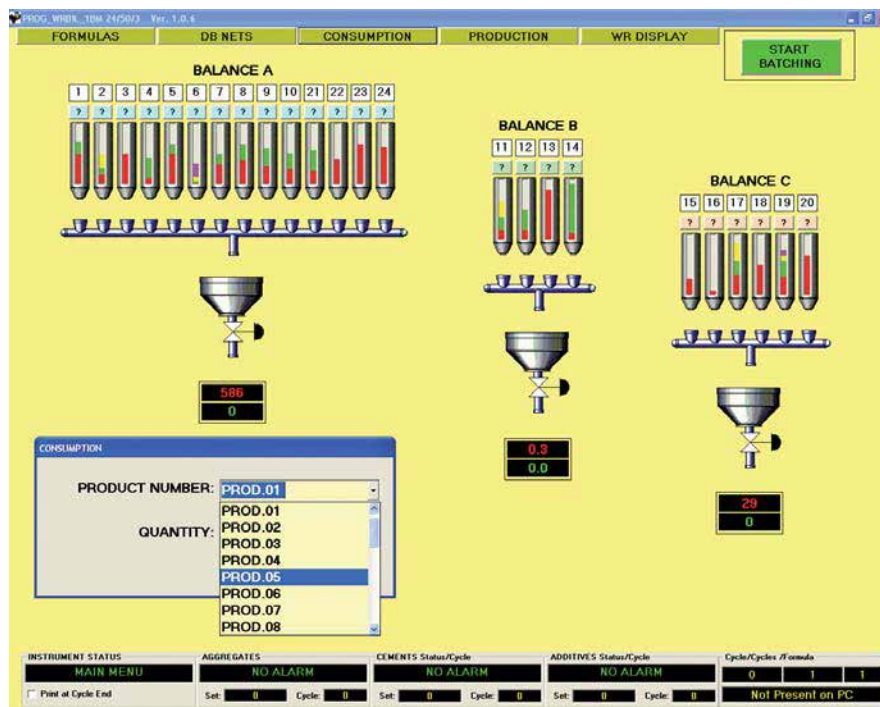 PROG_WRBX_1BM 24/50/3 Ver. 1.0.6
FORMULAS DB NETS CONSUMPTION PRODUCTION WR DISPLAY
START
BATCHING
BALANCE A
1 2 3 4 5 6 7 8 9 10 21 22 23 24
? ? ? ? ? ? ? ? ? ? ? ? ? ?
BALANCE B
11 12 13 14
? ? ? ?
BALANCE C
15 16 17 18 19 20
? ? ? ? ? ?
586
0
0.3
0.0
29
0
CONSUMPTION
PRODUCT NUMBER: PROD.01
QUANTITY:
PROD.01
PROD.02
PROD.03
PROD.04
PROD.05
PROD.06
PROD.07
PROD.08
INSTRUMENT STATUS AGGREGATES CEMENTS Status/Cycle ADDITIVES Status/Cycle Cycle/Cycles /Formula
MAIN MENU NO ALARM NO ALARM NO ALARM 0 1 1
Print at Cycle End Set: 0 Cycle: 0 Set: 0 Cycle: 0 Set: 0 Cycle: 0 Not Present on PC